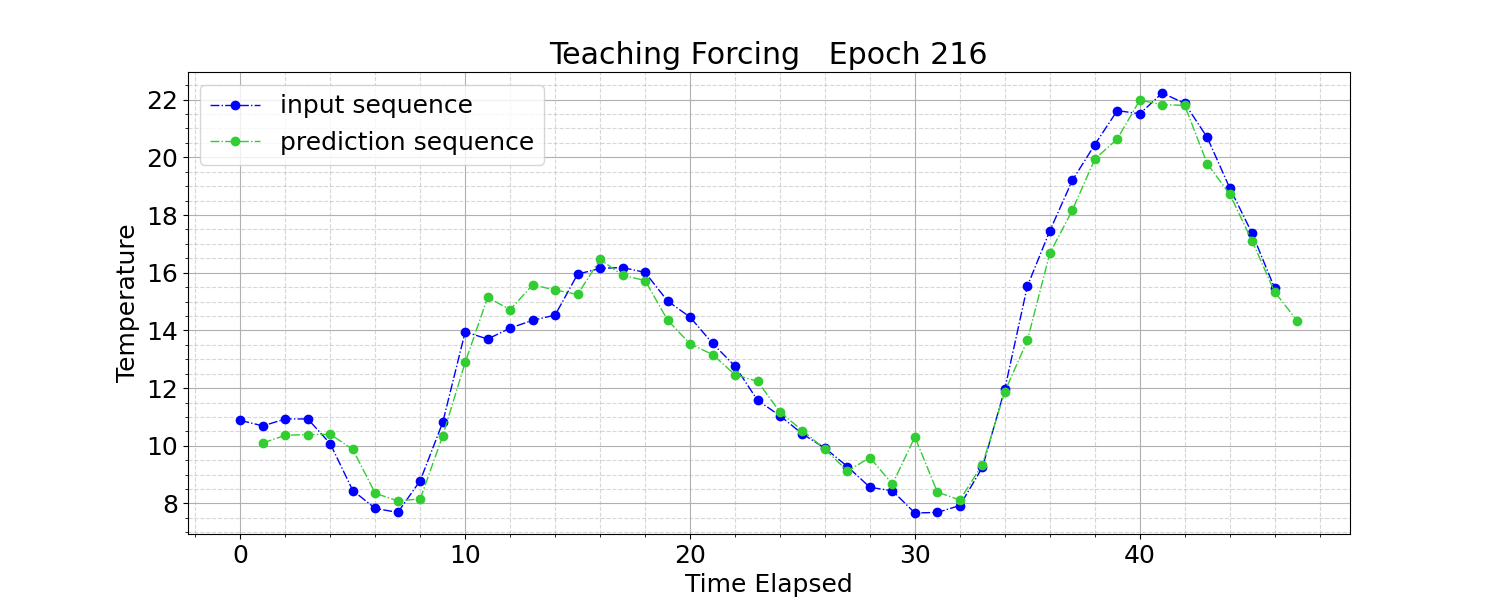 Teaching Forcing   Epoch 216
input sequence
prediction sequence
22
20
18
16
14
12
10
8
Temperature
0 10 20 30 40
Time Elapsed